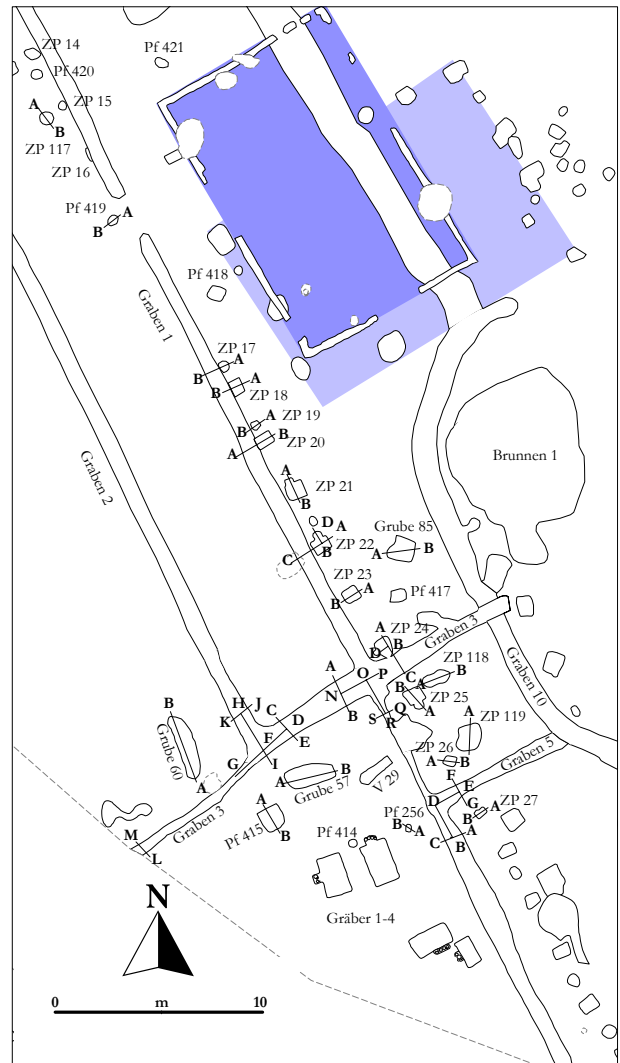 ZP 14
Pf 421
Pf 420
A
ZP 15
B
ZP 117
ZP 16
Pf 419
A
B
Pf 418
Graben 1
ZP 17
A
B
A
ZP 18
B
A
ZP 19
B
B
ZP 20
A
Brunnen 1
Graben 2
A
ZP 21
B
D
A
Grube 85
ZP 22
B
A
B
C
ZP 23
A
B
Pf 417
A
ZP 24
B
D
Graben 3
A
O
P
C
ZP 118
N
B
A
B
H
J
C
K
D
S
Q
R
ZP 25
A
Graben 10
B
A
ZP 119
F
E
G
I
Grube 60
A
ZP 26
A
B
Graben 5
A
Grube 57
B
V 29
F
E
D
G
ZP 27
A
B
M
Graben 3
L
A
Pf 415
B
Pf 414
Pf 256
B
A
A
C
B
Gräber 1-4
N
0
m
10